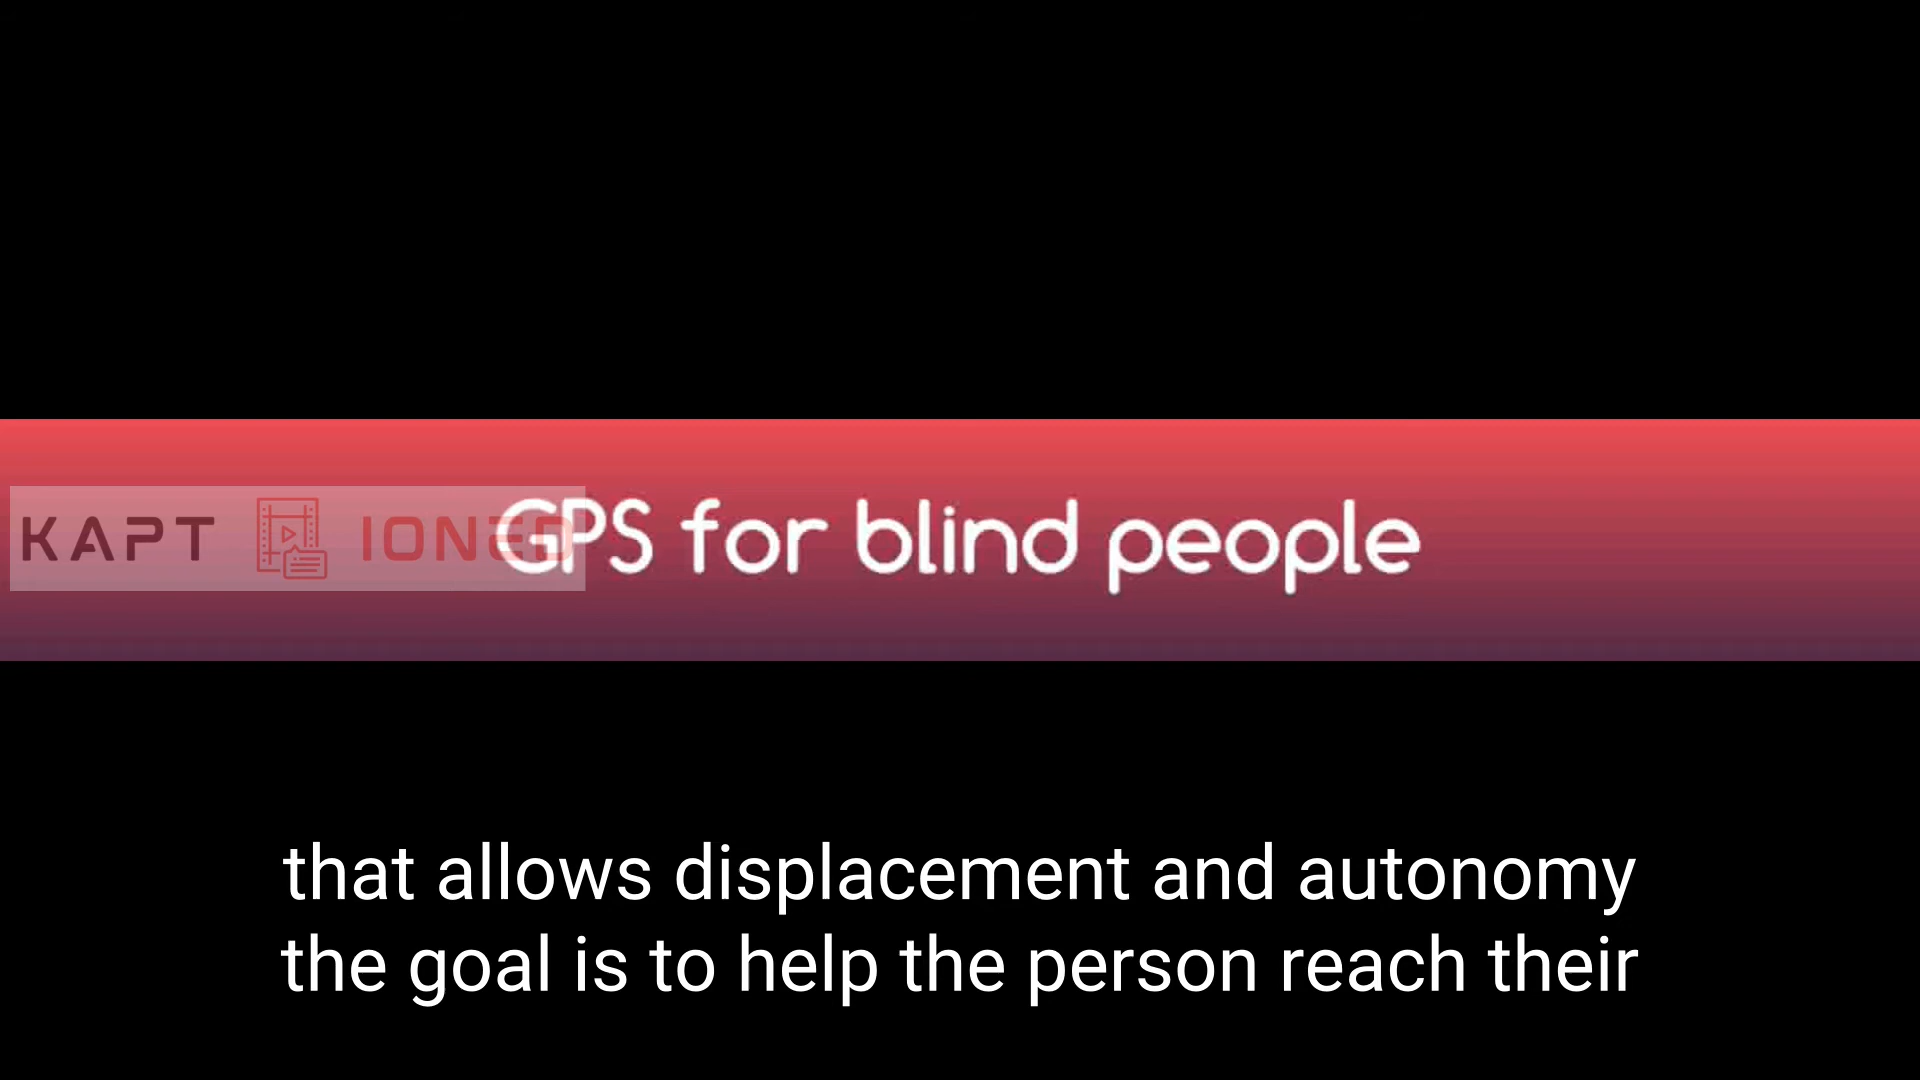 KAPT IONED
GPS for blind people
that allows displacement and autonomy
the goal is to help the person reach their